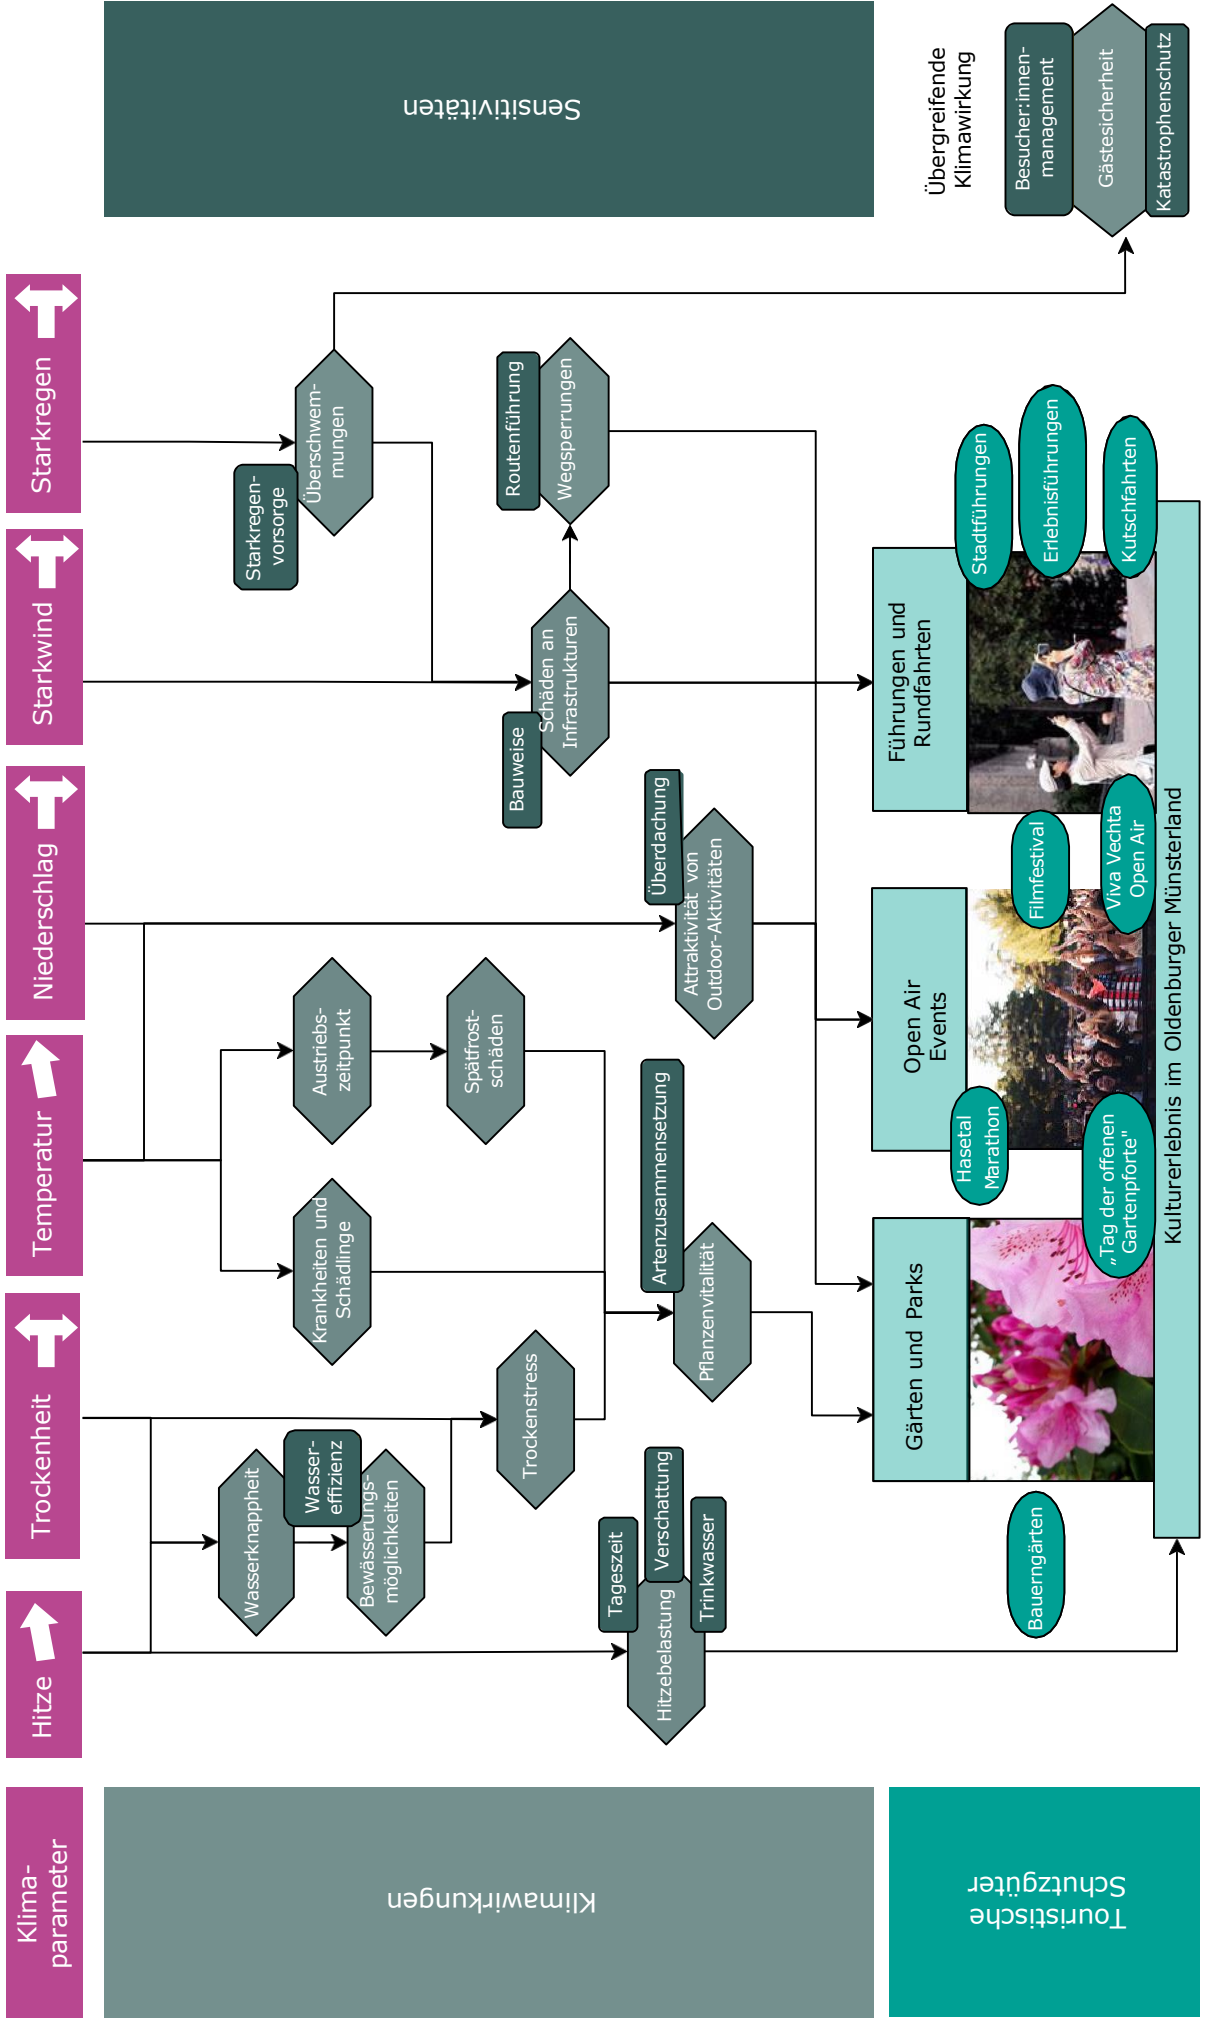 Klima-
parameter
Hitze
Trockenheit
Temperatur
Niederschlag
Starkwind
Starkregen
Klimawirkungen
Sensitivitäten
Wasserknappheit
Wasser-
effizienz
Bewässerungs-
möglichkeiten
Krankheiten und
Schädlinge
Austriebs-
zeitpunkt
Spätfrost-
schäden
Starkregen-
vorsorge
Überschwem-
mungen
Trockenstress
Bauweise
Schäden an
Infrastrukturen
Routenführung
Wegsperrungen
Tageszeit
Verschattung
Hitzebelastung
Trinkwasser
Artenzusammensetzung
Pflanzenvitalität
Überdachung
Attraktivität von
Outdoor-Aktivitäten
Touristische
Schutzgüter
Gärten und Parks
Bauerngärten
„Tag der offenen
Gartenpforte"
Open Air
Events
Hasetal
Marathon
Filmfestival
Viva Vechta
Open Air
Führungen und
Rundfahrten
Stadtführungen
Erlebnisführungen
Kutschfahrten
Kulturerlebnis im Oldenburger Münsterland
Übergreifende
Klimawirkung
Besucher:innen-
management
Gästesicherheit
Katastrophenschutz